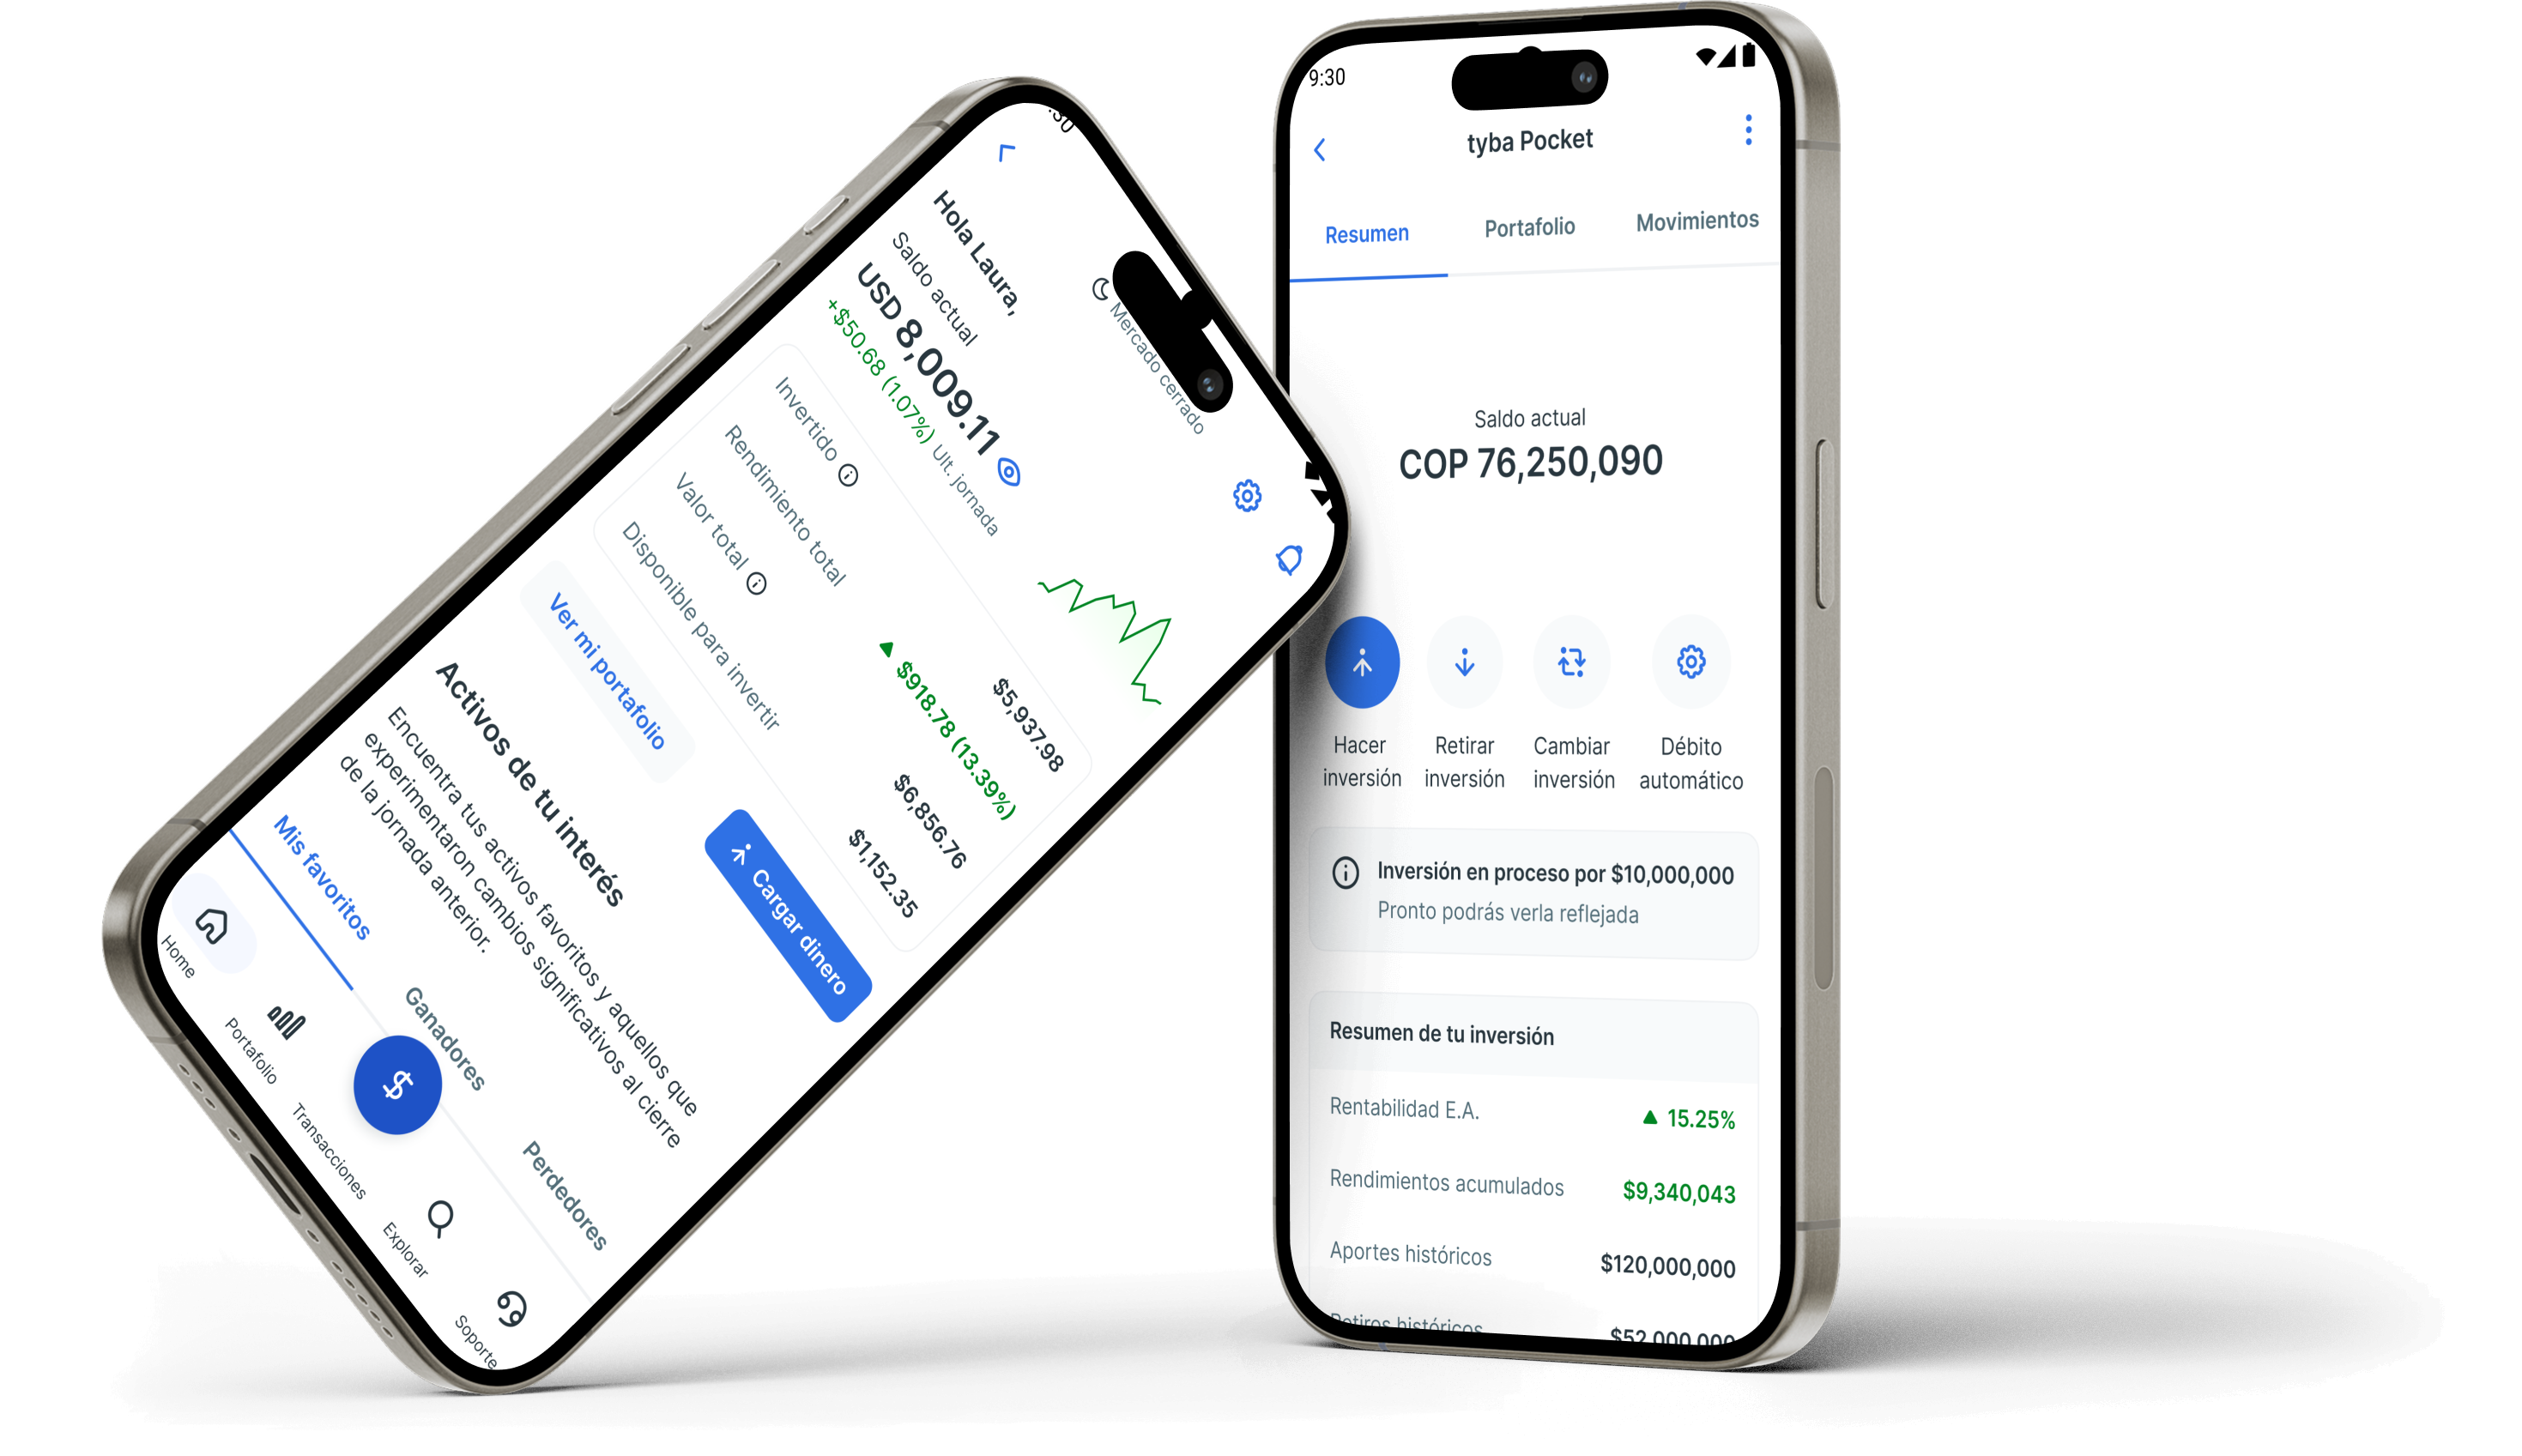 :30
Hola Laura,
Mercado cerrado
Saldo actual
USD 8,009.11
+$50.68 (1.07%) Ult. jornada
Invertido
$5,937.98
Rendimiento total
$918.78 (13.39%)
Valor total
$6,856.76
Disponible para invertir
$1,152.35
Ver mi portafolio
Cargar dinero
Activos de tu interés
Encuentra tus activos favoritos y aquellos que
experimentaron cambios significativos al cierre
de la jornada anterior.
Mis favoritos
Ganadores
Perdedores
$
Home
Portafolio
Transacciones
Explorar
Soporte
9:30
tyba Pocket
Resumen
Portafolio
Movimientos
Saldo actual
COP 76,250,090
Hacer
inversión
Retirar
inversión
Cambiar
inversión
Débito
automático
Inversión en proceso por $10,000,000
Pronto podrás verla reflejada
Resumen de tu inversión
Rentabilidad E.A.
15.25%
Rendimientos acumulados
$9,340,043
Aportes históricos
$120,000,000
Retiros históricos
$52,000,000